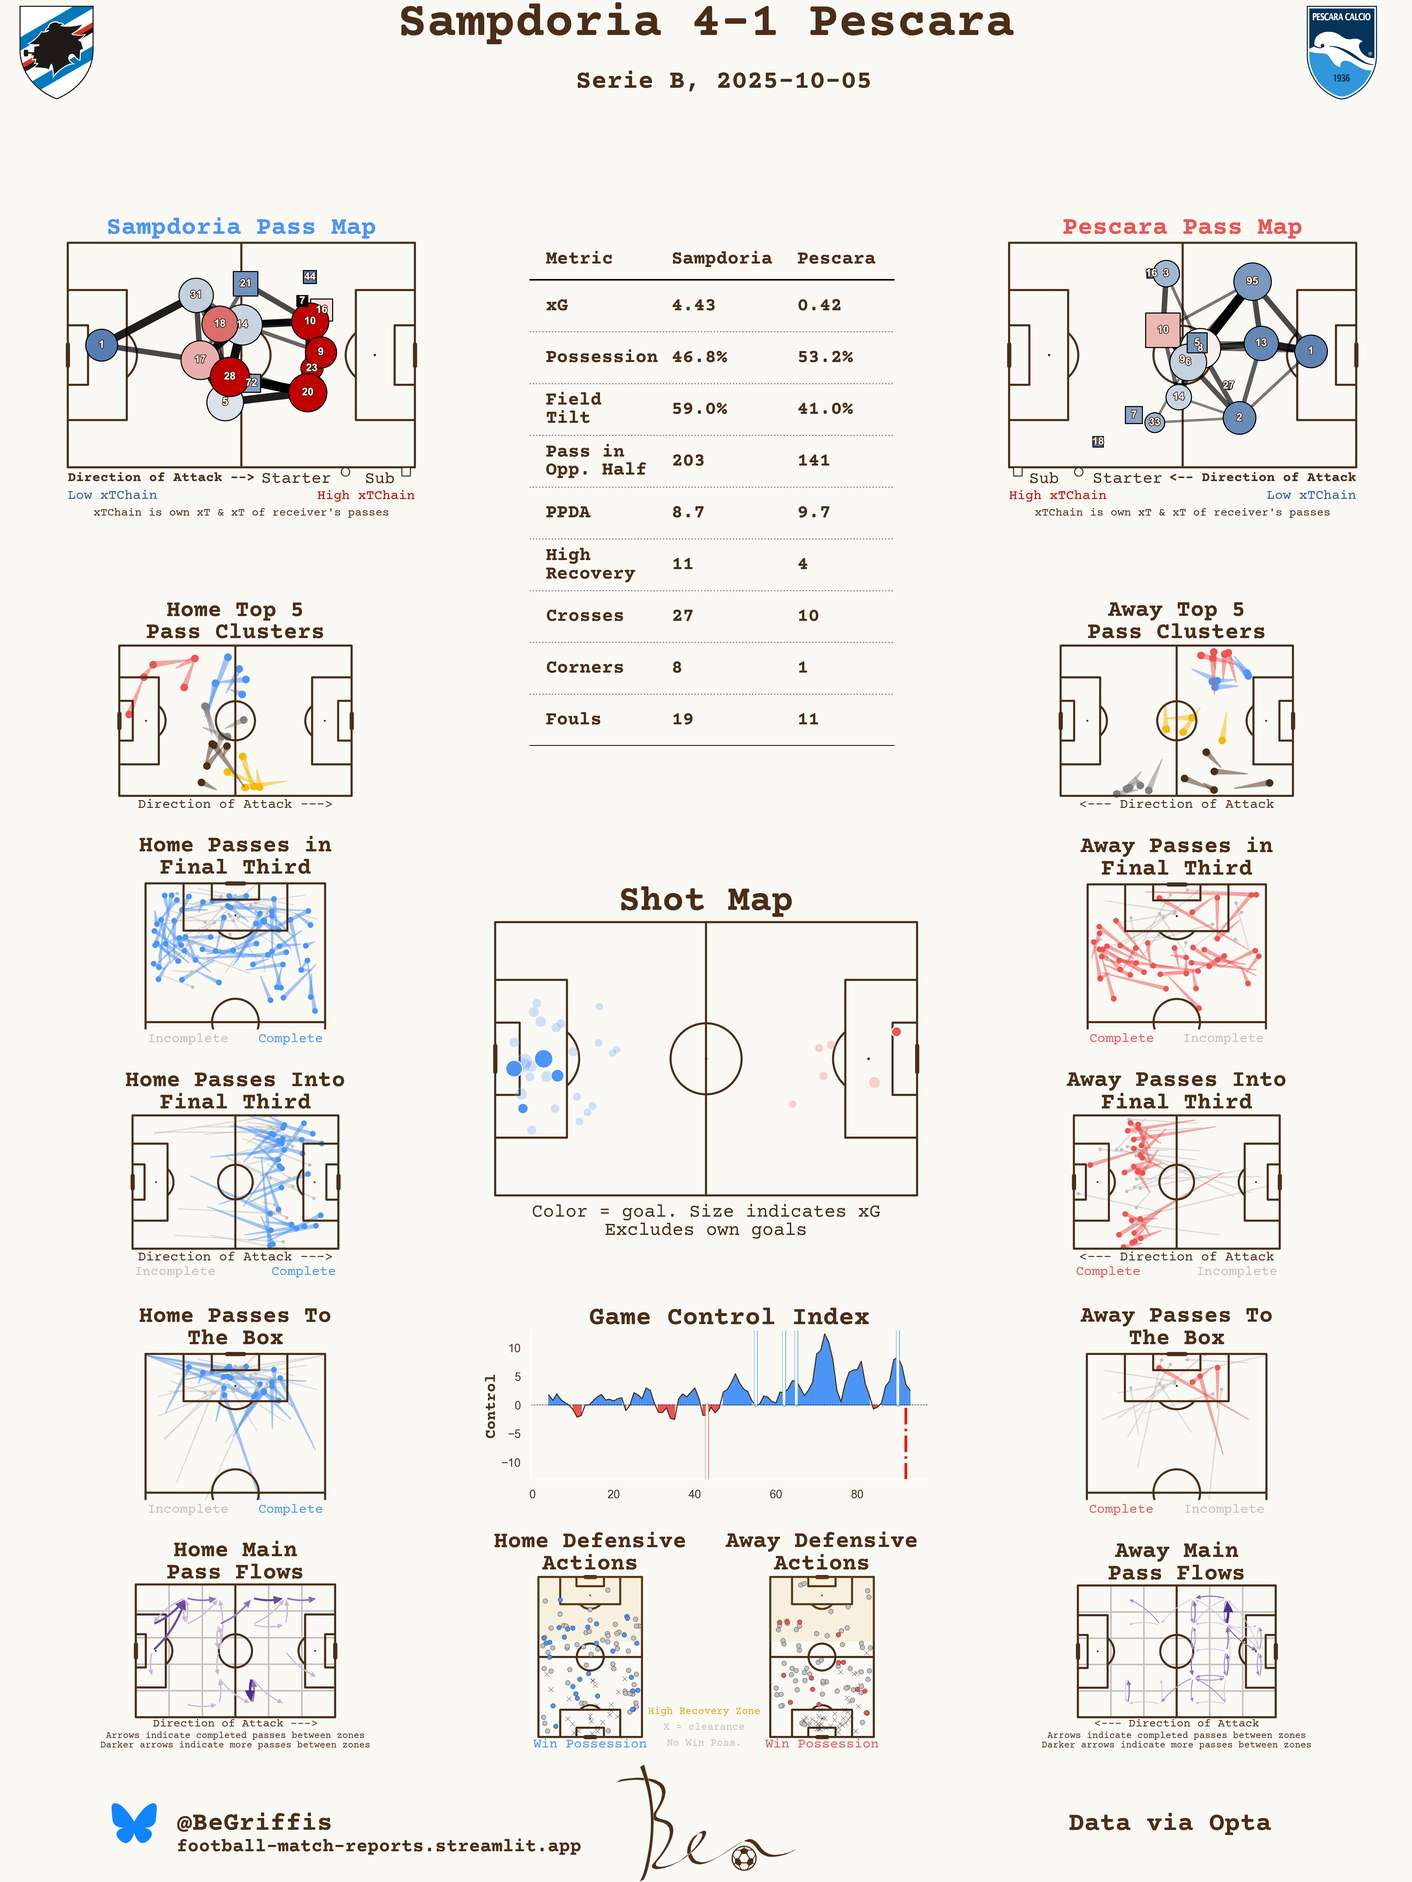 Sampdoria 4-1 Pescara
Serie B, 2025-10-05
PESCARA CALCIO
1936
Sampdoria Pass Map
31
21
44
7
16
18
14
10
1
17
9
23
28
72
20
5
Direction of Attack --> Starter Sub
Low xTChain High xTChain
xTChain is own xT & xT of receiver's passes
Metric Sampdoria Pescara
xG 4.43 0.42
Possession 46.8% 53.2%
Field
Tilt 59.0% 41.0%
Pass in
Opp. Half 203 141
PPDA 8.7 9.7
High
Recovery 11 4
Crosses 27 10
Corners 8 1
Fouls 19 11
Pescara Pass Map
16
3
95
10
5
8
13
1
96
27
14
7
33
2
18
Sub Starter <-- Direction of Attack
High xTChain Low xTChain
xTChain is own xT & xT of receiver's passes
Home Top 5
Pass Clusters
Direction of Attack --->
Away Top 5
Pass Clusters
<--- Direction of Attack
Home Passes in
Final Third
Incomplete Complete
Shot Map
Color = goal. Size indicates xG
Excludes own goals
Away Passes in
Final Third
Complete Incomplete
Home Passes Into
Final Third
Direction of Attack --->
Incomplete Complete
Away Passes Into
Final Third
<--- Direction of Attack
Complete Incomplete
Home Passes To
The Box
Incomplete Complete
Game Control Index
Control
10
5
0
−5
−10
0 20 40 60 80
Away Passes To
The Box
Complete Incomplete
Home Main
Pass Flows
Direction of Attack --->
Arrows indicate completed passes between zones
Darker arrows indicate more passes between zones
Home Defensive
Actions
Win Possession
High Recovery Zone
X = clearance
No Win Poss.
Away Defensive
Actions
Win Possession
Away Main
Pass Flows
<--- Direction of Attack
Arrows indicate completed passes between zones
Darker arrows indicate more passes between zones
@BeGriffis
football-match-reports.streamlit.app
Ben
Data via Opta